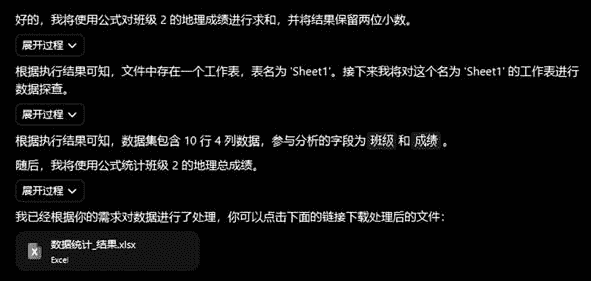 好的，我将使用公式对班级 2 的地理成绩进行求和，并将结果保留两位小数。
展开过程
根据执行结果可知，文件中存在一个工作表，表名为 'Sheet1'。接下来我将对这个名为 'Sheet1' 的工作表进行
数据探查。
展开过程
根据执行结果可知，数据集包含 10 行 4 列数据，参与分析的字段为 班级 和 成绩 。
随后，我将使用公式统计班级 2 的地理总成绩。
展开过程
我已经根据你的需求对数据进行了处理，你可以点击下面的链接下载处理后的文件：
数据统计_结果.xlsx
Excel